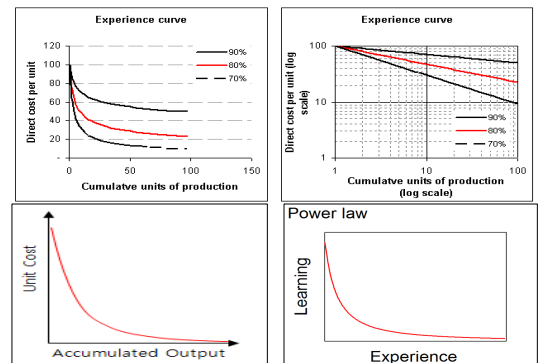 Experience curve
120
100
80
60
40
20
-
-
50
100
150
Direct cost per unit
Cumulatve units of production
90%
80%
70%
Experience curve
100
10
1
1
10
100
Direct cost per unit (log
scale)
Cumulatve units of production
(log scale)
90%
80%
70%
Unit Cost
Accumulated Output
Power law
Learning
Experience